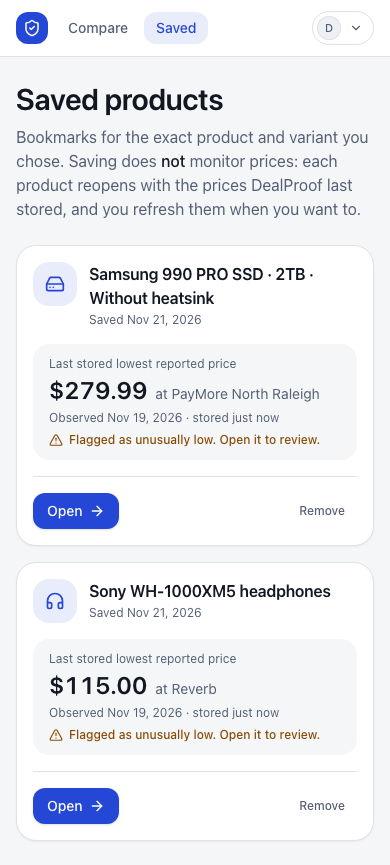 Compare
Saved
D
Saved products
Bookmarks for the exact product and variant you
chose. Saving does not monitor prices: each
product reopens with the prices DealProof last
stored, and you refresh them when you want to.
Samsung 990 PRO SSD · 2TB ·
Without heatsink
Saved Nov 21, 2026
Last stored lowest reported price
$279.99 at PayMore North Raleigh
Observed Nov 19, 2026 · stored just now
Flagged as unusually low. Open it to review.
Open
Remove
Sony WH-1000XM5 headphones
Saved Nov 21, 2026
Last stored lowest reported price
$115.00 at Reverb
Observed Nov 19, 2026 · stored just now
Flagged as unusually low. Open it to review.
Open
Remove